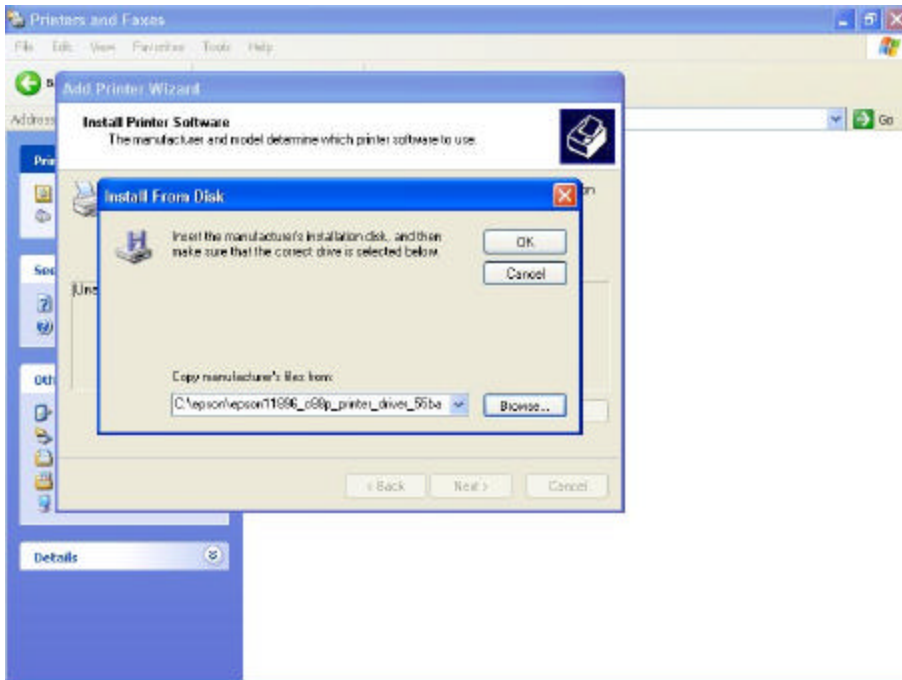 Printers and Faxes
File Edit View Favorites Tools Help
Address
Go
Add Printer Wizard
Install Printer Software
The manufacturer and model determine which printer software to use.
Install From Disk
Insert the manufacturer's installation disk, and then
make sure that the correct drive is selected below.
OK
Cancel
Copy manufacturer's files from:
C:\epson\epson11896_c88p_printer_driver_55ba
Browse...
< Back
Next >
Cancel
Details